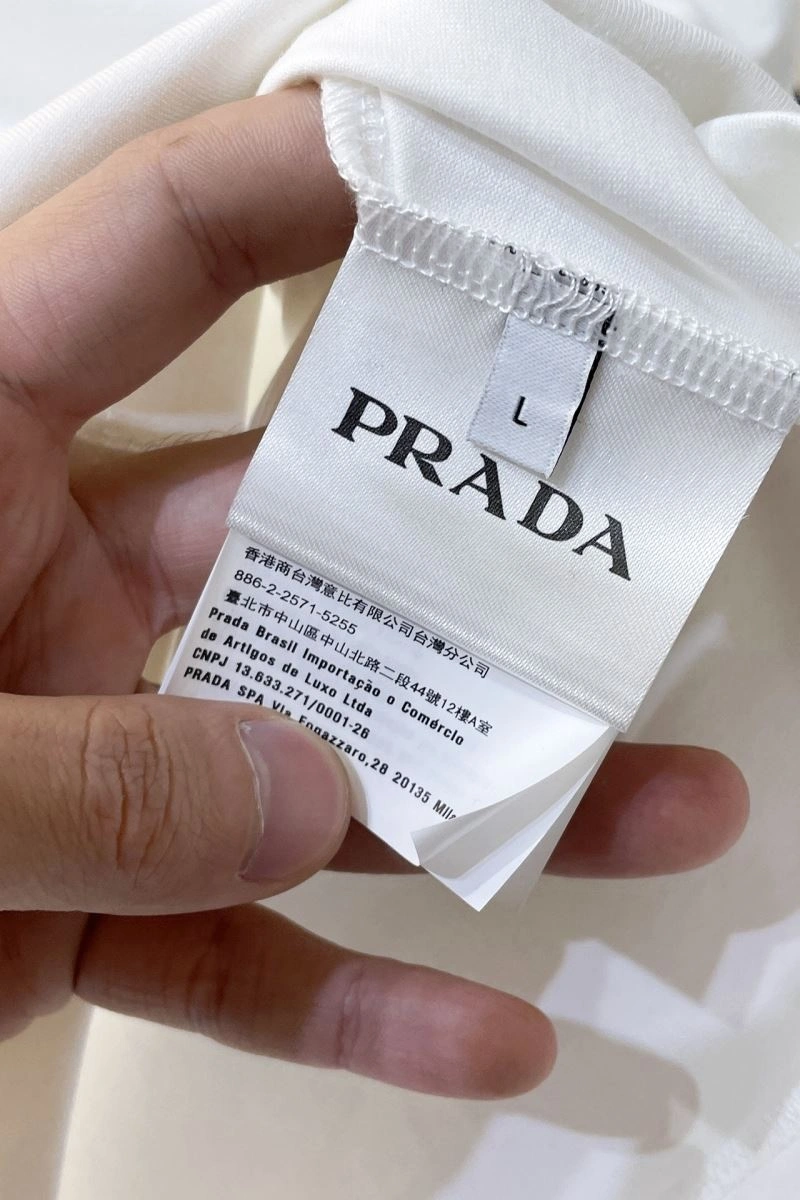 L
PRADA
香港商台灣意比有限公司台灣分公司
886-2-2571-5255
臺北市中山區中山北路二段44號12樓A室
Prada Brasil Importação o Comércio
de Artigos de Luxo Ltda
CNPJ 13.633.271/0001-26
PRADA SPA Via Fogazzaro,28 20135